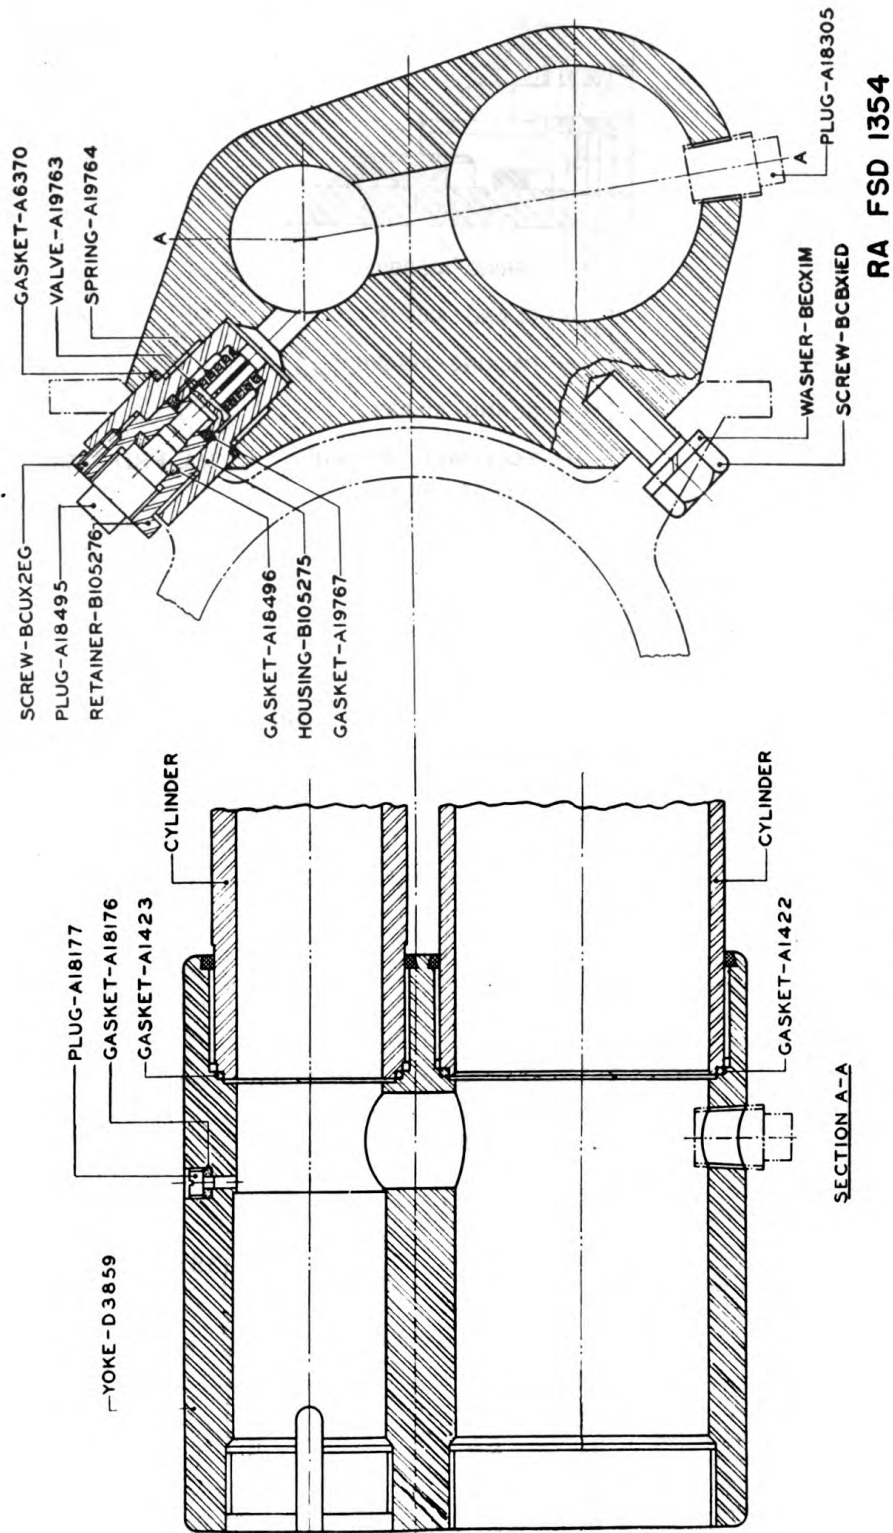 GASKET-A6370
VALVE-A19763
SPRING-A19764
SCREW-BCUX2EG
PLUG-A18495
RETAINER-B105276
GASKET-A18496
HOUSING-B105275
GASKET-A19767
A
A
PLUG-A18305
WASHER-BECX1M
SCREW-BCBX1ED
CYLINDER
CYLINDER
PLUG-A18177
GASKET-A18176
GASKET-A1423
GASKET-A1422
YOKE-D3859
SECTION A-A
RA FSD 1354